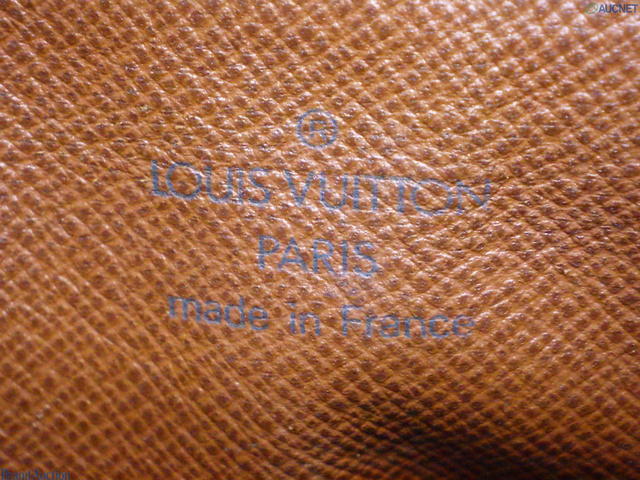 AUCNET
®
LOUIS VUITTON
PARIS
made in France